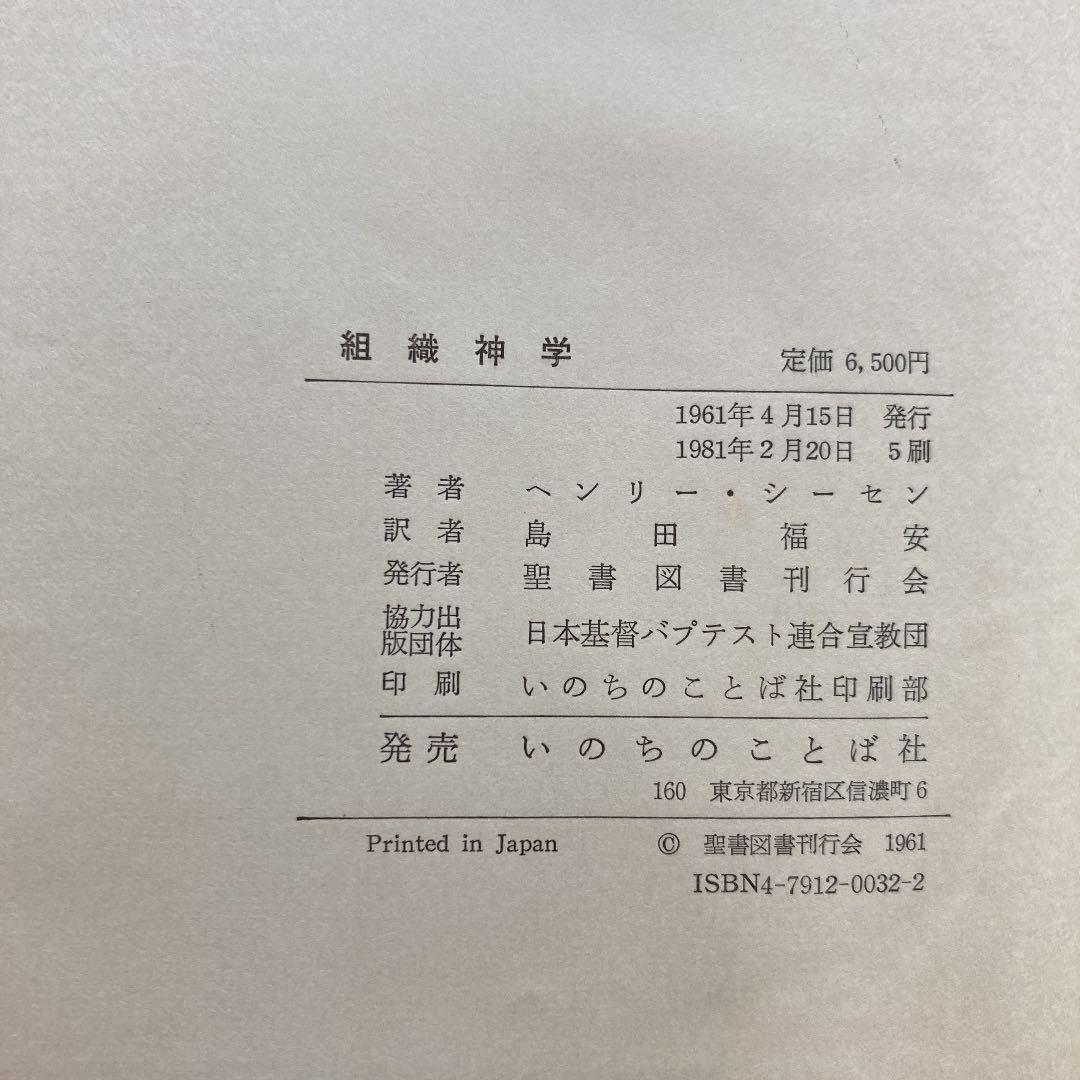 組織神学 定価 6,500円
1961年4月15日 発行
1981年2月20日 5刷
著者 ヘンリー・シーセン
訳者 島田福安
発行者 聖書図書刊行会
協力出
版団体 日本基督バプテスト連合宣教団
印刷 いのちのことば社印刷部
発売 いのちのことば社
160 東京都新宿区信濃町6
Printed in Japan © 聖書図書刊行会 1961
ISBN4-7912-0032-2